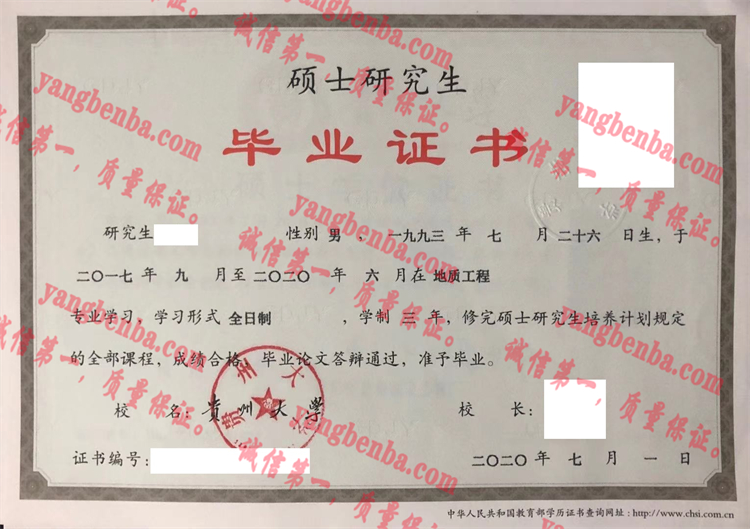 硕士研究生
毕业证书
研究生 性别 男 ，一九九三 年 七 月 二十六 日生，于
二〇一七 年 九 月至 二〇二〇 年 六 月在 地质工程
专业学习，学习形式 全日制 ，学制 三 年，修完硕士研究生培养计划规定
的全部课程，成绩合格，毕业论文答辩通过，准予毕业。
校 名：贵州大学 校 长：
证书编号： 二〇二〇 年 七 月 一 日
中华人民共和国教育部学历证书查询网址：http://www.chsi.com.cn
yangbenba.com
诚信第一，质量保证。